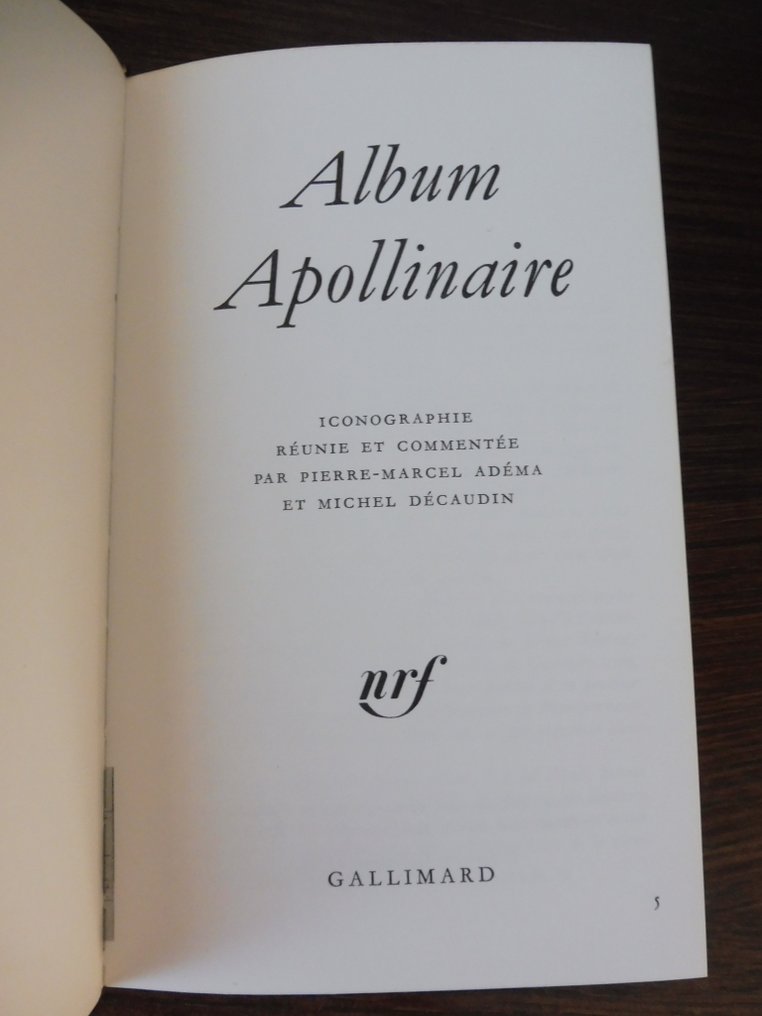 Album
Apollinaire
ICONOGRAPHIE
RÉUNIE ET COMMENTÉE
PAR PIERRE-MARCEL ADÉMA
ET MICHEL DÉCAUDIN
nrf
GALLIMARD
5